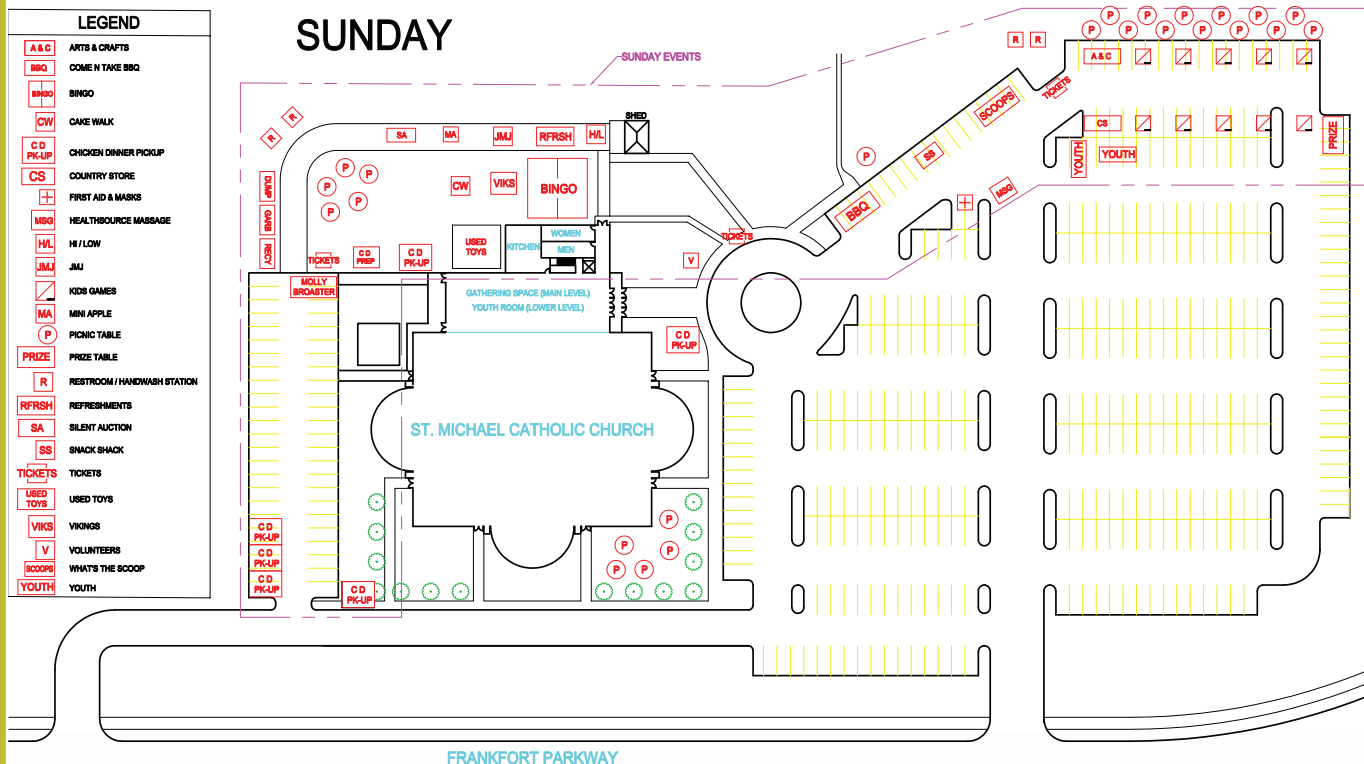 LEGEND
A & C ARTS & CRAFTS
BBQ COME N TAKE BBQ
BINGO BINGO
CW CAKE WALK
C D
PK-UP CHICKEN DINNER PICKUP
CS COUNTRY STORE
FIRST AID & MASKS
MSG HEALTHSOURCE MASSAGE
H/L HI / LOW
JMJ JMJ
KIDS GAMES
MA MINI APPLE
P PICNIC TABLE
PRIZE PRIZE TABLE
R RESTROOM / HANDWASH STATION
RFRSH REFRESHMENTS
SA SILENT AUCTION
SS SNACK SHACK
TICKETS TICKETS
USED
TOYS USED TOYS
VIKS VIKINGS
V VOLUNTEERS
SCOOPS WHAT'S THE SCOOP
YOUTH YOUTH
SUNDAY
SUNDAY EVENTS
P P P P P P
P P P P P P P
R R
A & C
TICKETS
SCOOPS
R
R
SHED
SA MA JMJ RFRSH H/L
CS
PRIZE
YOUTH
YOUTH
SS
P
P
P
P
P
P
DUMP
CW VIKS BINGO
MSG
BBQ
GARB
RECY
WOMEN
MEN
KITCHEN
USED
TOYS
TICKETS
TICKETS
C D
PREP
C D
PK-UP
V
MOLLY
BROASTER
GATHERING SPACE (MAIN LEVEL)
YOUTH ROOM (LOWER LEVEL)
C D
PK-UP
ST. MICHAEL CATHOLIC CHURCH
C D
PK-UP
C D
PK-UP
C D
PK-UP
C D
PK-UP
P
P
P
P
P
FRANKFORT PARKWAY